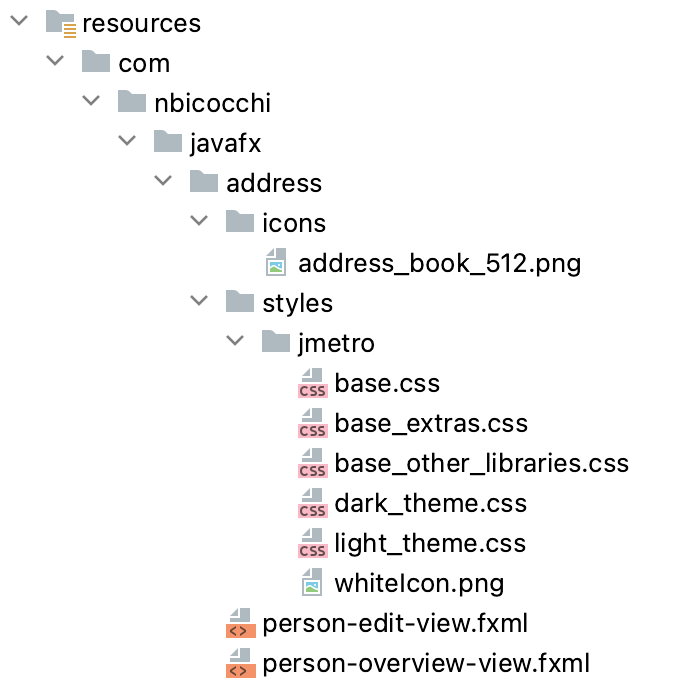 resources
com
nbicocchi
javafx
address
icons
address_book_512.png
styles
jmetro
CSS base.css
CSS base_extras.css
CSS base_other_libraries.css
CSS dark_theme.css
CSS light_theme.css
whiteIcon.png
<> person-edit-view.fxml
<> person-overview-view.fxml